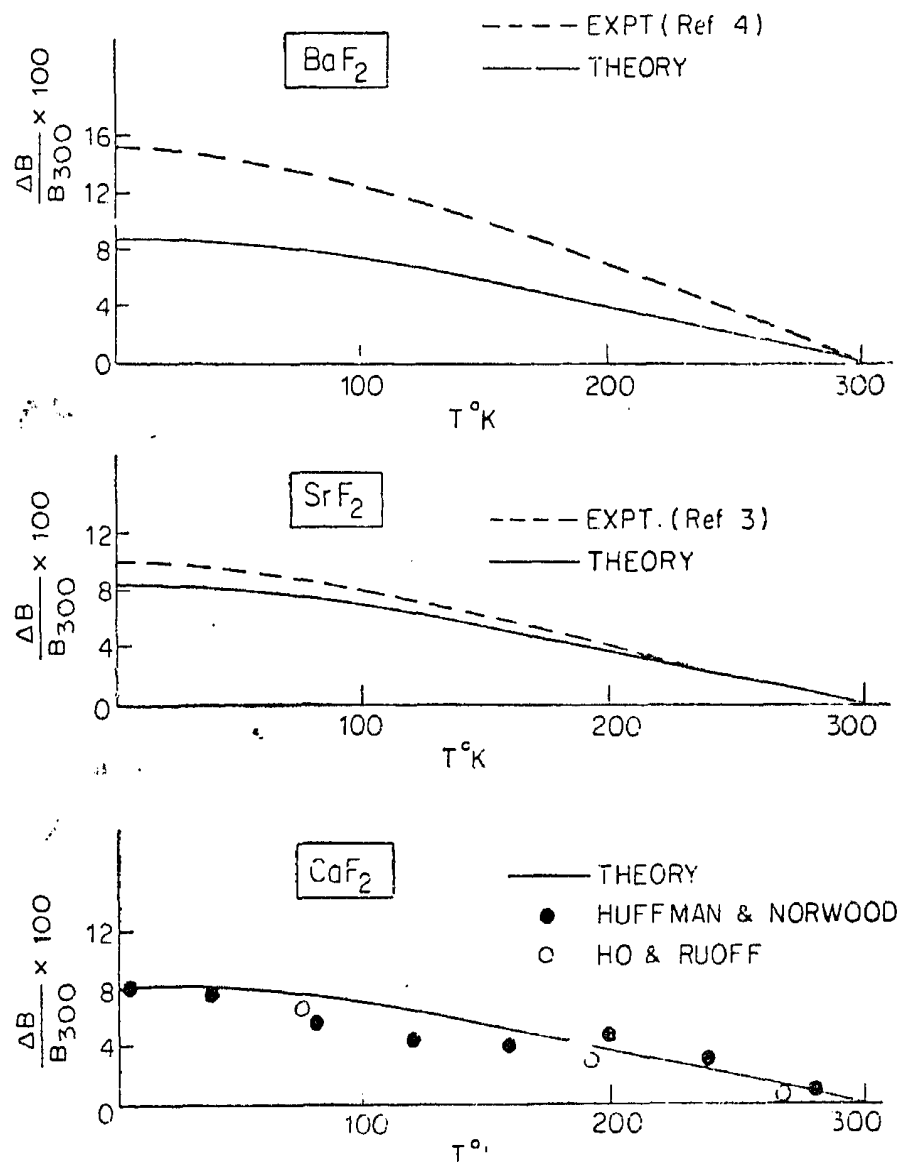 EXPT (Ref 4)
THEORY
BaF2
ΔB
B300
× 100
16
12
8
4
0
100
200
300
T°K
EXPT. (Ref 3)
THEORY
SrF2
ΔB
B300
× 100
12
8
4
0
100
200
300
T°K
THEORY
HUFFMAN & NORWOOD
HO & RUOFF
CaF2
ΔB
B300
× 100
12
8
4
0
100
200
300
T°